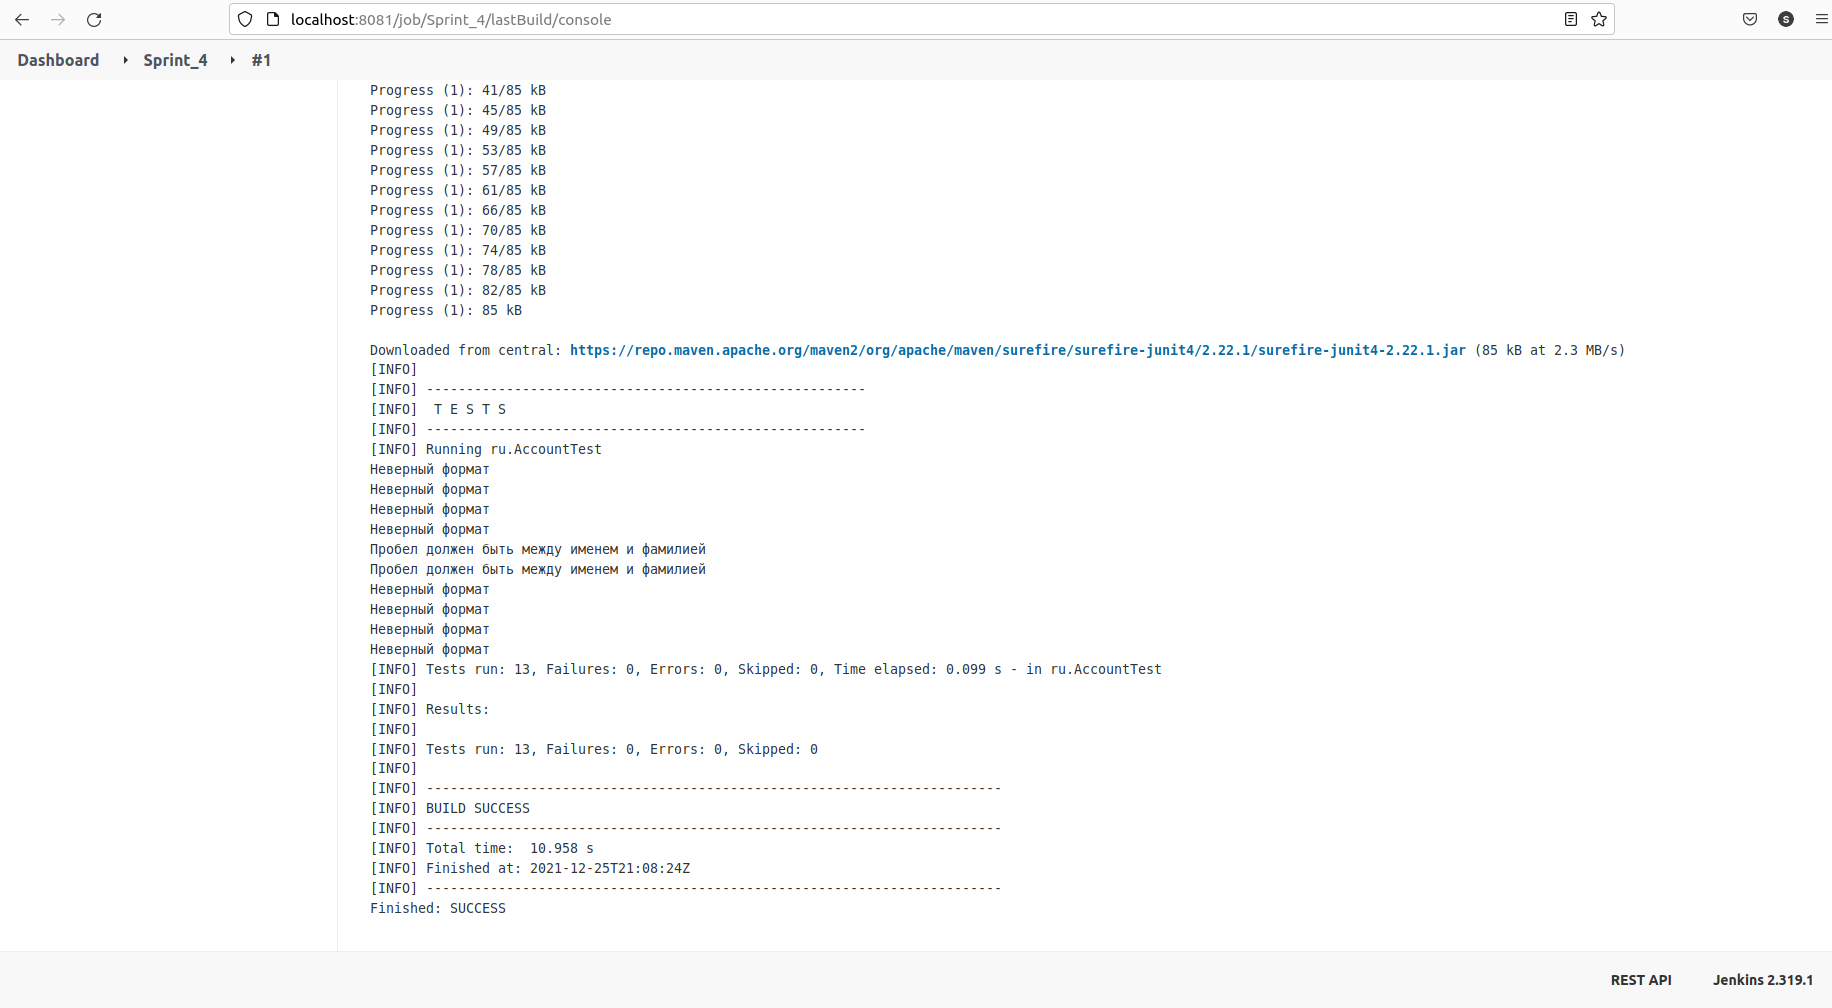 localhost:8081/job/Sprint_4/lastBuild/console
S
Dashboard Sprint_4 #1
Progress (1): 41/85 kB
Progress (1): 45/85 kB
Progress (1): 49/85 kB
Progress (1): 53/85 kB
Progress (1): 57/85 kB
Progress (1): 61/85 kB
Progress (1): 66/85 kB
Progress (1): 70/85 kB
Progress (1): 74/85 kB
Progress (1): 78/85 kB
Progress (1): 82/85 kB
Progress (1): 85 kB
Downloaded from central: https://repo.maven.apache.org/maven2/org/apache/maven/surefire/surefire-junit4/2.22.1/surefire-junit4-2.22.1.jar (85 kB at 2.3 MB/s)
[INFO]
[INFO] -------------------------------------------------------
[INFO]  T E S T S
[INFO] -------------------------------------------------------
[INFO] Running ru.AccountTest
Неверный формат
Неверный формат
Неверный формат
Неверный формат
Пробел должен быть между именем и фамилией
Пробел должен быть между именем и фамилией
Неверный формат
Неверный формат
Неверный формат
Неверный формат
[INFO] Tests run: 13, Failures: 0, Errors: 0, Skipped: 0, Time elapsed: 0.099 s - in ru.AccountTest
[INFO]
[INFO] Results:
[INFO]
[INFO] Tests run: 13, Failures: 0, Errors: 0, Skipped: 0
[INFO]
[INFO] ------------------------------------------------------------------------
[INFO] BUILD SUCCESS
[INFO] ------------------------------------------------------------------------
[INFO] Total time:  10.958 s
[INFO] Finished at: 2021-12-25T21:08:24Z
[INFO] ------------------------------------------------------------------------
Finished: SUCCESS
REST API Jenkins 2.319.1